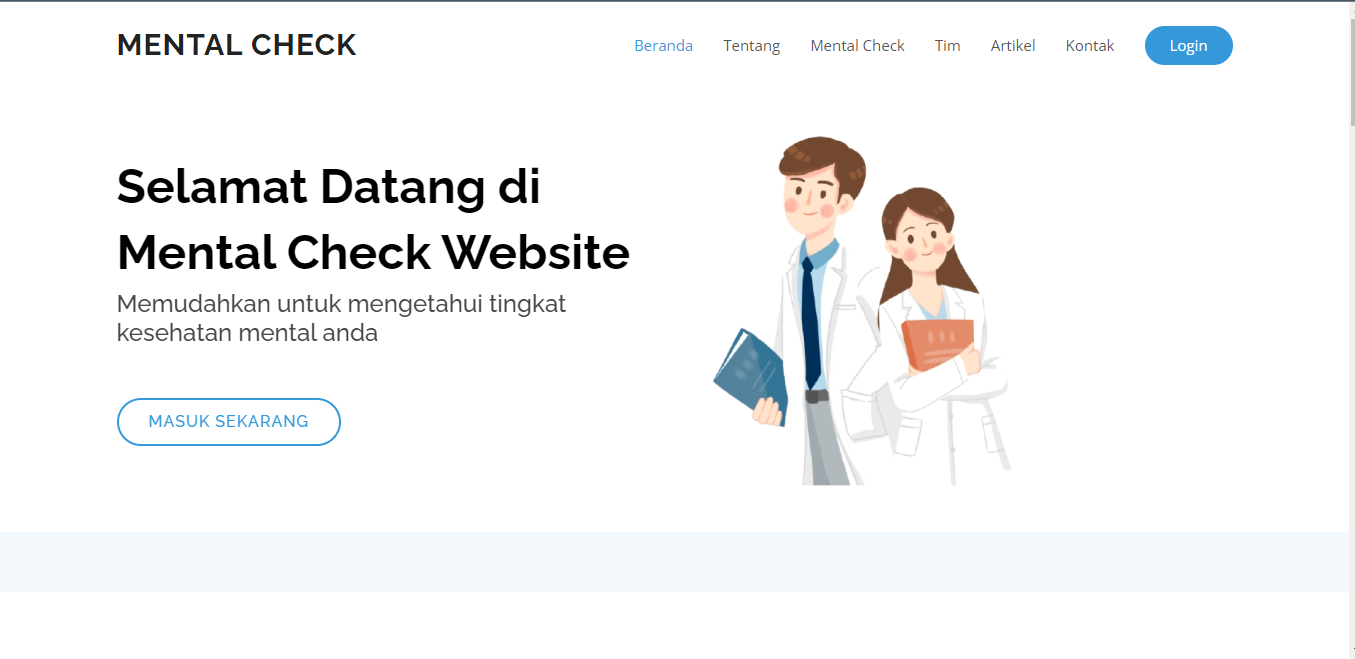 MENTAL CHECK
Beranda
Tentang
Mental Check
Tim
Artikel
Kontak
Login
Selamat Datang di
Mental Check Website
Memudahkan untuk mengetahui tingkat
kesehatan mental anda
MASUK SEKARANG